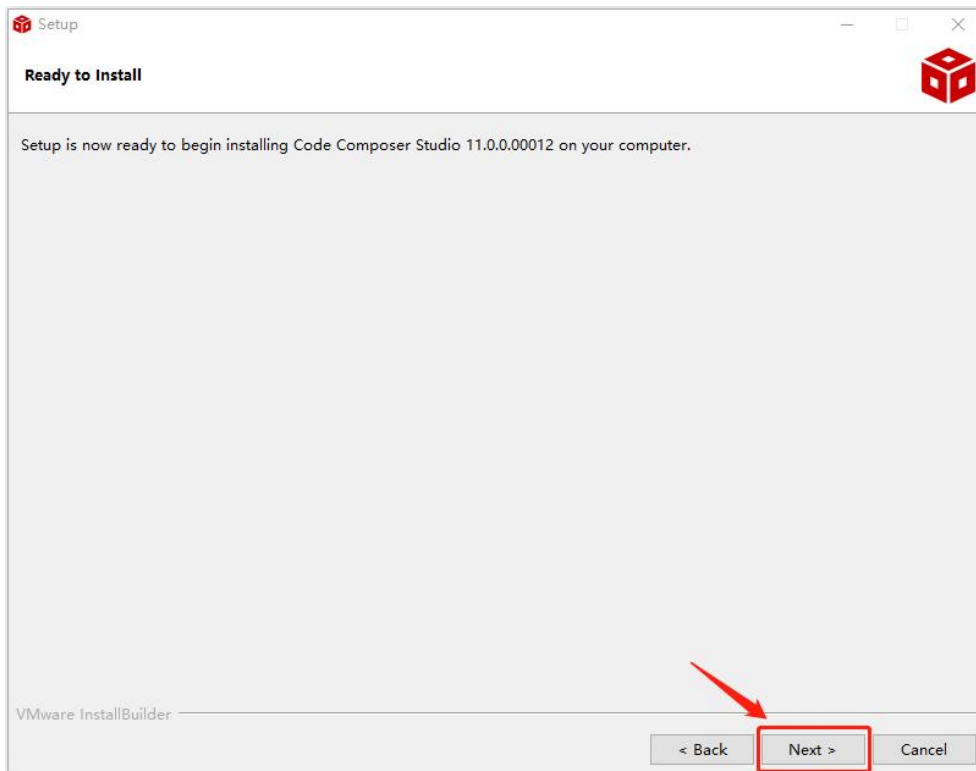 Setup
Ready to Install
Setup is now ready to begin installing Code Composer Studio 11.0.0.00012 on your computer.
VMware InstallBuilder
< Back Next > Cancel